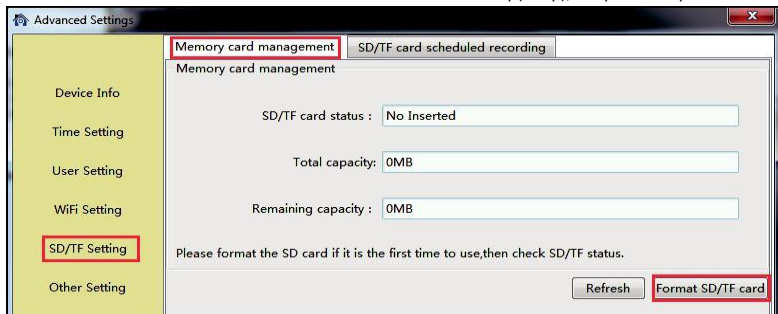 Advanced Settings
Memory card management
SD/TF card scheduled recording
Memory card management
Device Info
Time Setting
User Setting
WiFi Setting
SD/TF Setting
Other Setting
SD/TF card status : No Inserted
Total capacity: 0MB
Remaining capacity : 0MB
Please format the SD card if it is the first time to use,then check SD/TF status.
Refresh
Format SD/TF card